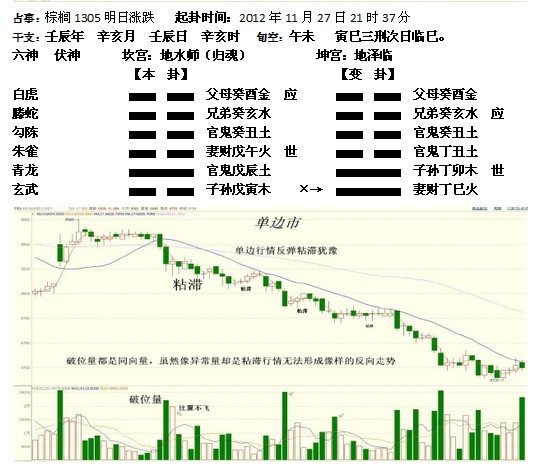 占事：棕榈 1305 明日涨跌 起卦时间：2012 年 11 月 27 日 21 时 37 分
干支：壬辰年 辛亥月 壬辰日 辛亥时 旬空：午未 寅巳三刑次日临巳。
六神 伏神 坎宫：地水师（归魂） 坤宫：地泽临
【本 卦】 【变 卦】
白虎 父母癸酉金 应 父母癸酉金
螣蛇 兄弟癸亥水 兄弟癸亥水 应
勾陈 官鬼癸丑土 官鬼癸丑土
朱雀 妻财戊午火 世 官鬼丁丑土
青龙 官鬼戊辰土 子孙丁卯木 世
玄武 子孙戊寅木 ×→ 妻财丁巳火
单边市
单边行情反弹粘滞犹豫
粘滞
粘滞
粘滞
粘滞
破位量都是同向量，虽然像异常量却是粘滞行情无法形成像样的反向走势
破位量
比翼不飞